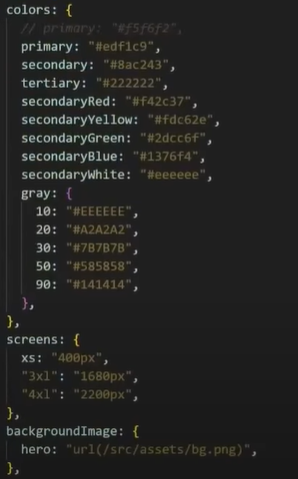 colors: {
// primary: "#f5f6f2",
primary: "#edf1c9",
secondary: "#8ac243",
tertiary: "#222222",
secondaryRed: "#f42c37",
secondaryYellow: "#fdc62e",
secondaryGreen: "#2dcc6f",
secondaryBlue: "#1376f4",
secondaryWhite: "#eeeeee",
gray: {
10: "#EEEEEE",
20: "#A2A2A2",
30: "#7B7B7B",
50: "#585858",
90: "#141414",
},
},
screens: {
xs: "400px",
"3xl": "1680px",
"4xl": "2200px",
},
backgroundImage: {
hero: "url(/src/assets/bg.png)",
},